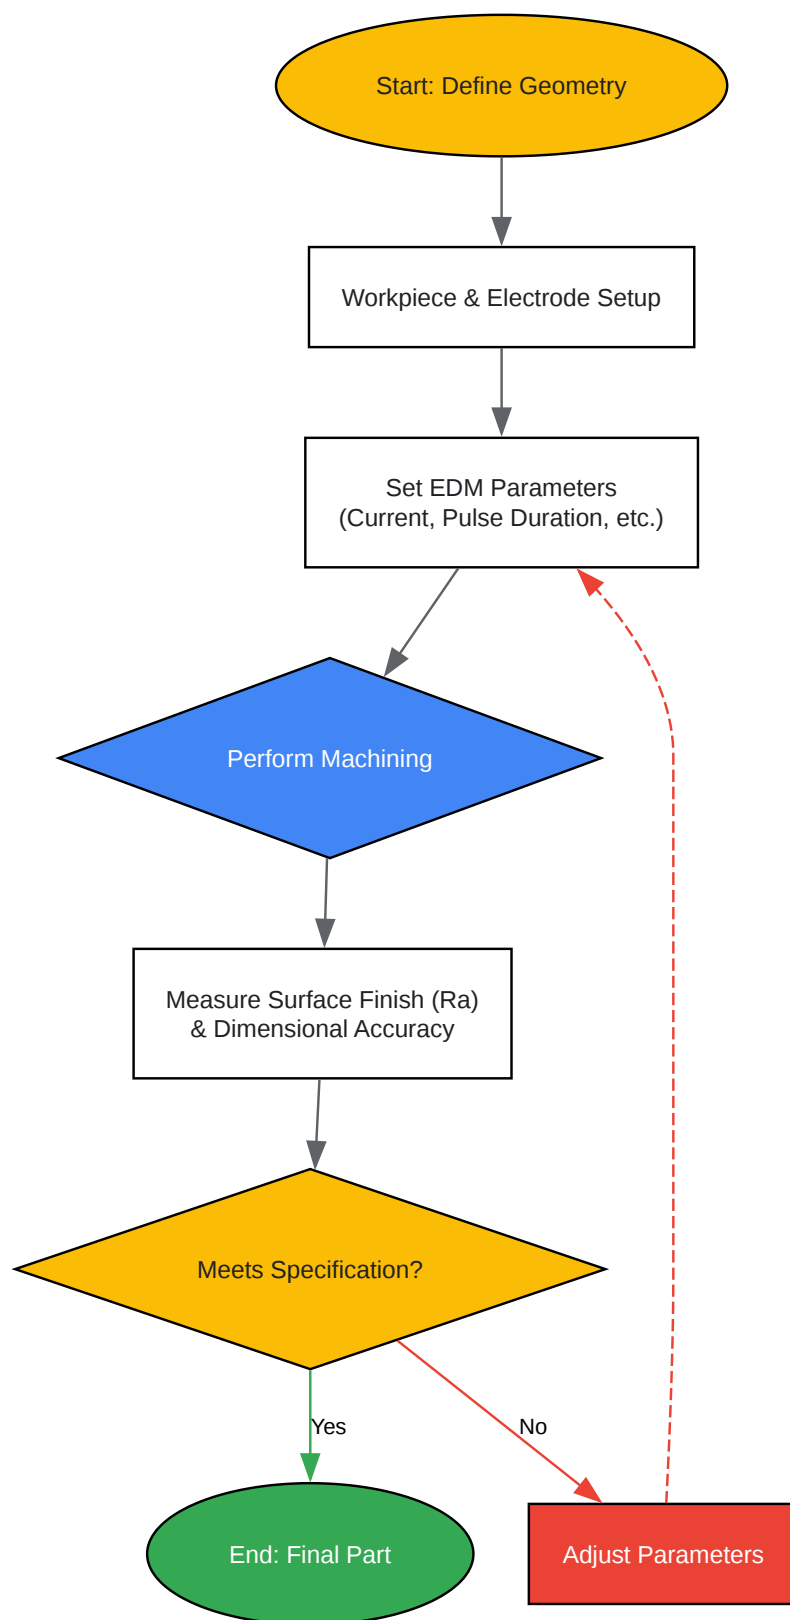 Start: Define Geometry
Workpiece & Electrode Setup
Set EDM Parameters
(Current, Pulse Duration, etc.)
Perform Machining
Measure Surface Finish (Ra)
& Dimensional Accuracy
Meets Specification?
Yes
No
End: Final Part
Adjust Parameters